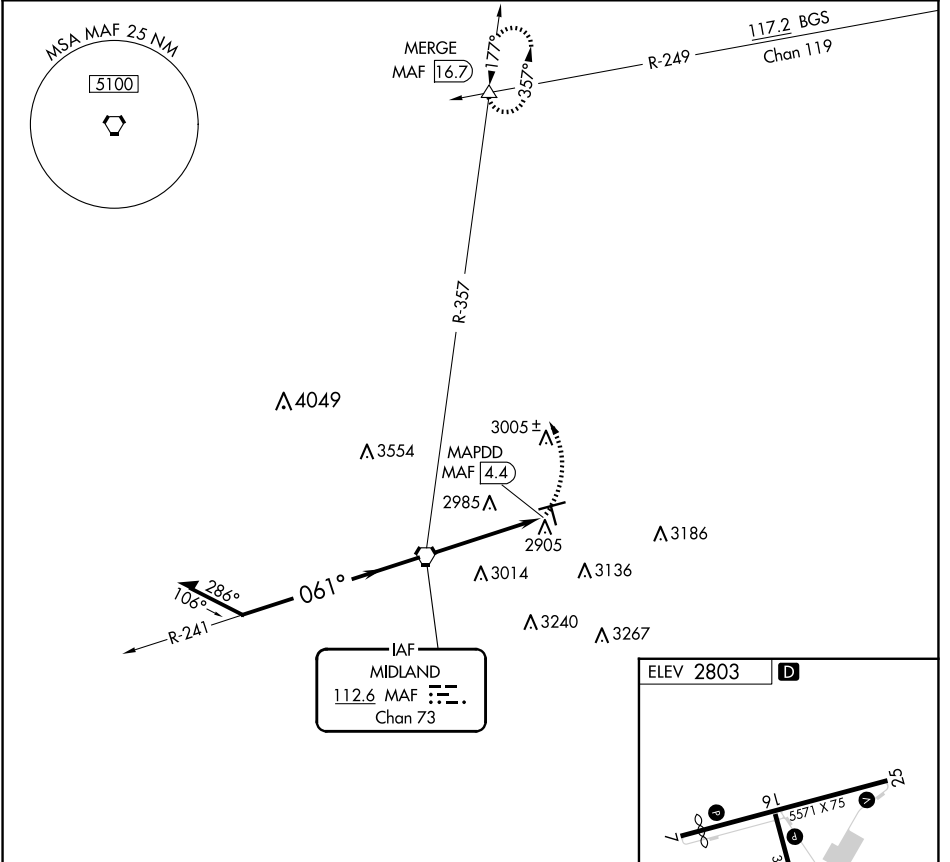 MSA MAF 25 NM
5100
MERGE
MAF 16.7
177°
357°
R-249
117.2 BGS
Chan 119
R-357
4049
3554
3005 ±
MAPDD
MAF 4.4
2985
2905
3186
3014
3136
3240
3267
061°
286°
106°
R-241
IAF
MIDLAND
112.6 MAF
Chan 73
ELEV 2803 D
16
25
5571 X 75
P
V
7
P
3